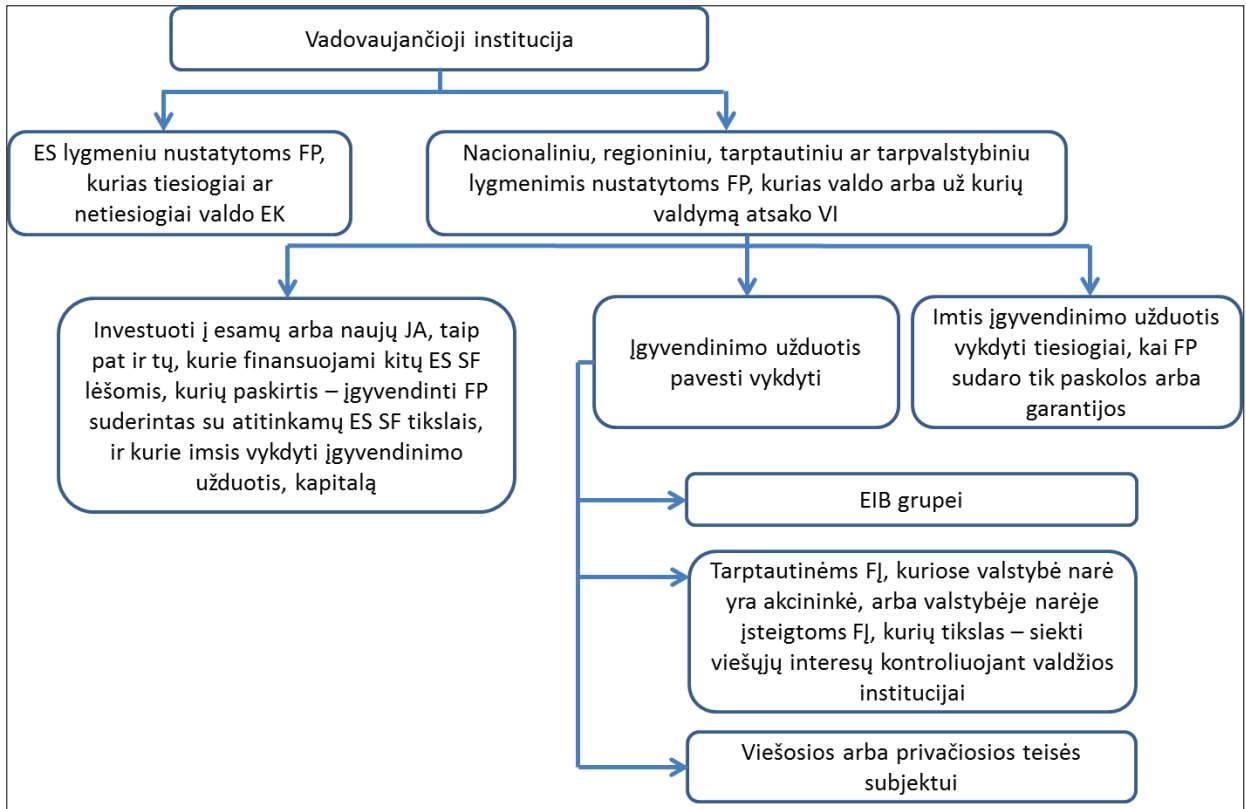 Vadovaujančioji institucija
ES lygmeniu nustatytoms FP,
kurias tiesiogiai ar
netiesiogiai valdo EK
Nacionaliniu, regioniniu, tarptautiniu ar tarpvalstybiniu
lygmenimis nustatytoms FP, kurias valdo arba už kurių
valdymą atsako VI
Investuoti į esamų arba naujų JA, taip
pat ir tų, kurie finansuojami kitų ES SF
lėšomis, kurių paskirtis – įgyvendinti FP
suderintas su atitinkamų ES SF tikslais,
ir kurie imsis vykdyti įgyvendinimo
užduotis, kapitalą
Įgyvendinimo užduotis
pavesti vykdyti
Imtis įgyvendinimo užduotis
vykdyti tiesiogiai, kai FP
sudaro tik paskolos arba
garantijos
EIB grupei
Tarptautinėms FĮ, kuriose valstybė narė
yra akcininkė, arba valstybėje narėje
įsteigtoms FĮ, kurių tikslas – siekti
viešųjų interesų kontroliuojant valdžios
institucijai
Viešosios arba privačiosios teisės
subjektui